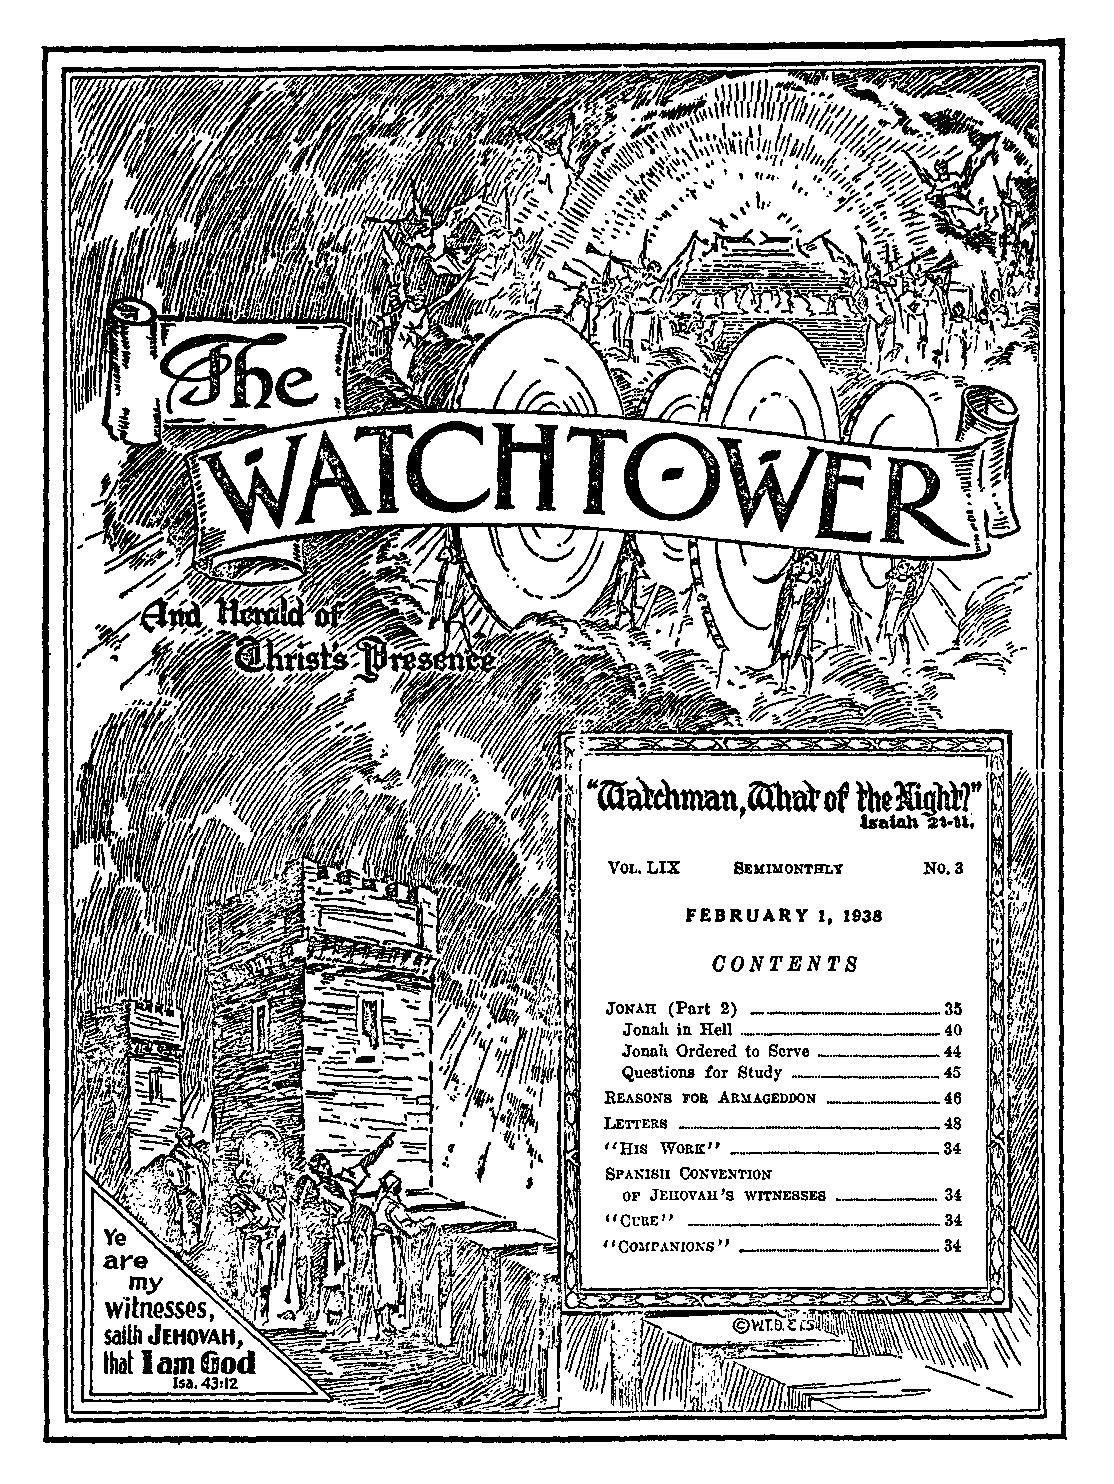 The
WATCHTOWER
And Herald of
Christ's Presence
"Watchman, What of the Night?"
Isaiah 21-11.
VOL. LIX SEMIMONTHLY No. 3
FEBRUARY 1, 1938
CONTENTS
JONAH (Part 2) 35
Jonah in Hell 40
Jonah Ordered to Serve 44
Questions for Study 45
REASONS FOR ARMAGEDDON 46
LETTERS 48
"HIS WORK" 34
SPANISH CONVENTION
OF JEHOVAH'S WITNESSES 34
"CURE" 34
"COMPANIONS" 34
©W.T.B.&T.S.
Ye
are
my
witnesses,
saith JEHOVAH,
that I am God
Isa. 43:12